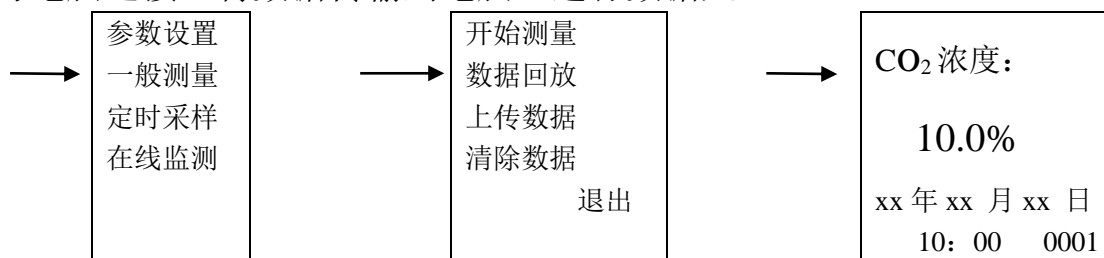 参数设置
一般测量
定时采样
在线监测
开始测量
数据回放
上传数据
清除数据
退出
CO₂浓度：
10.0%
xx 年 xx 月 xx 日
10：00 0001